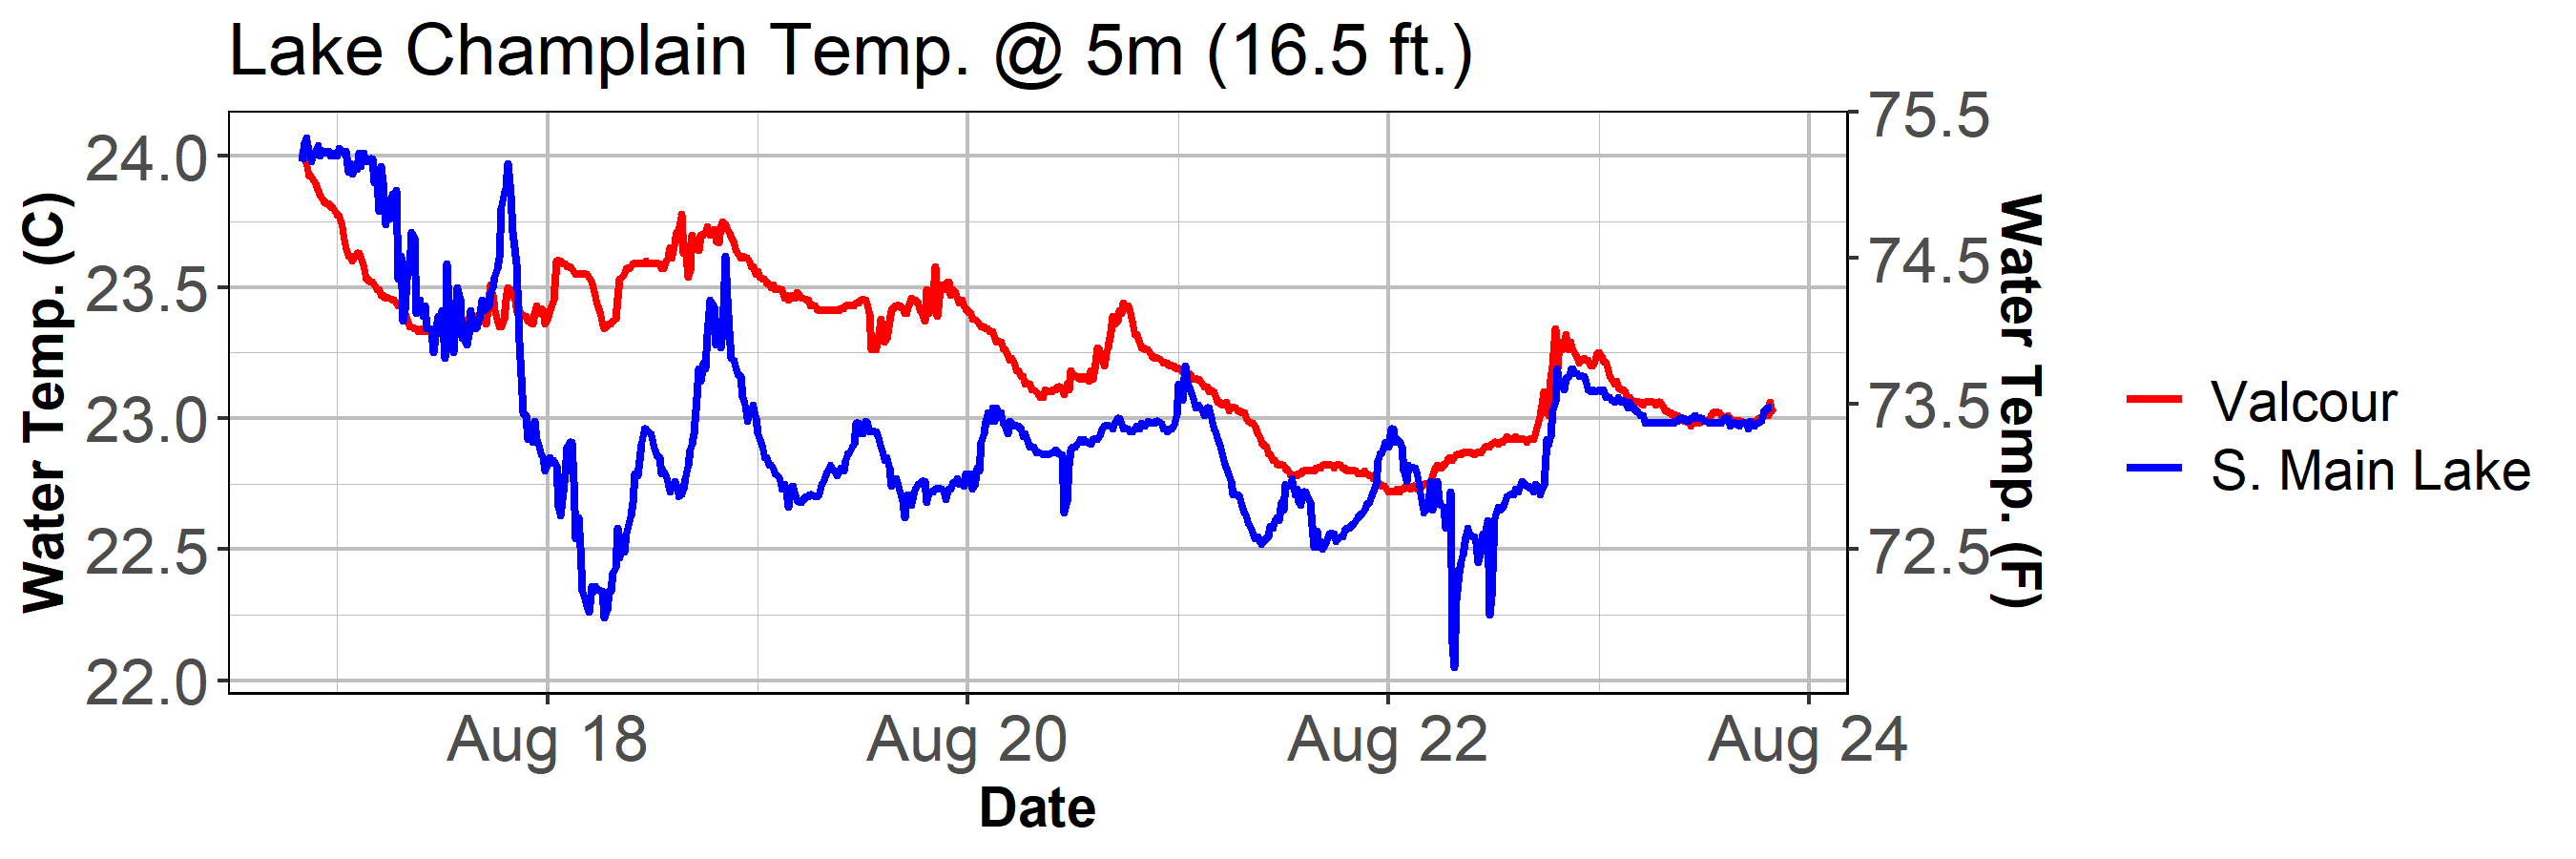 Lake Champlain Temp. @ 5m (16.5 ft.)
Water Temp. (C)
24.0
23.5
23.0
22.5
22.0
75.5
74.5
73.5
72.5
Water Temp. (F)
Aug 18
Aug 20
Aug 22
Aug 24
Date
Valcour
S. Main Lake